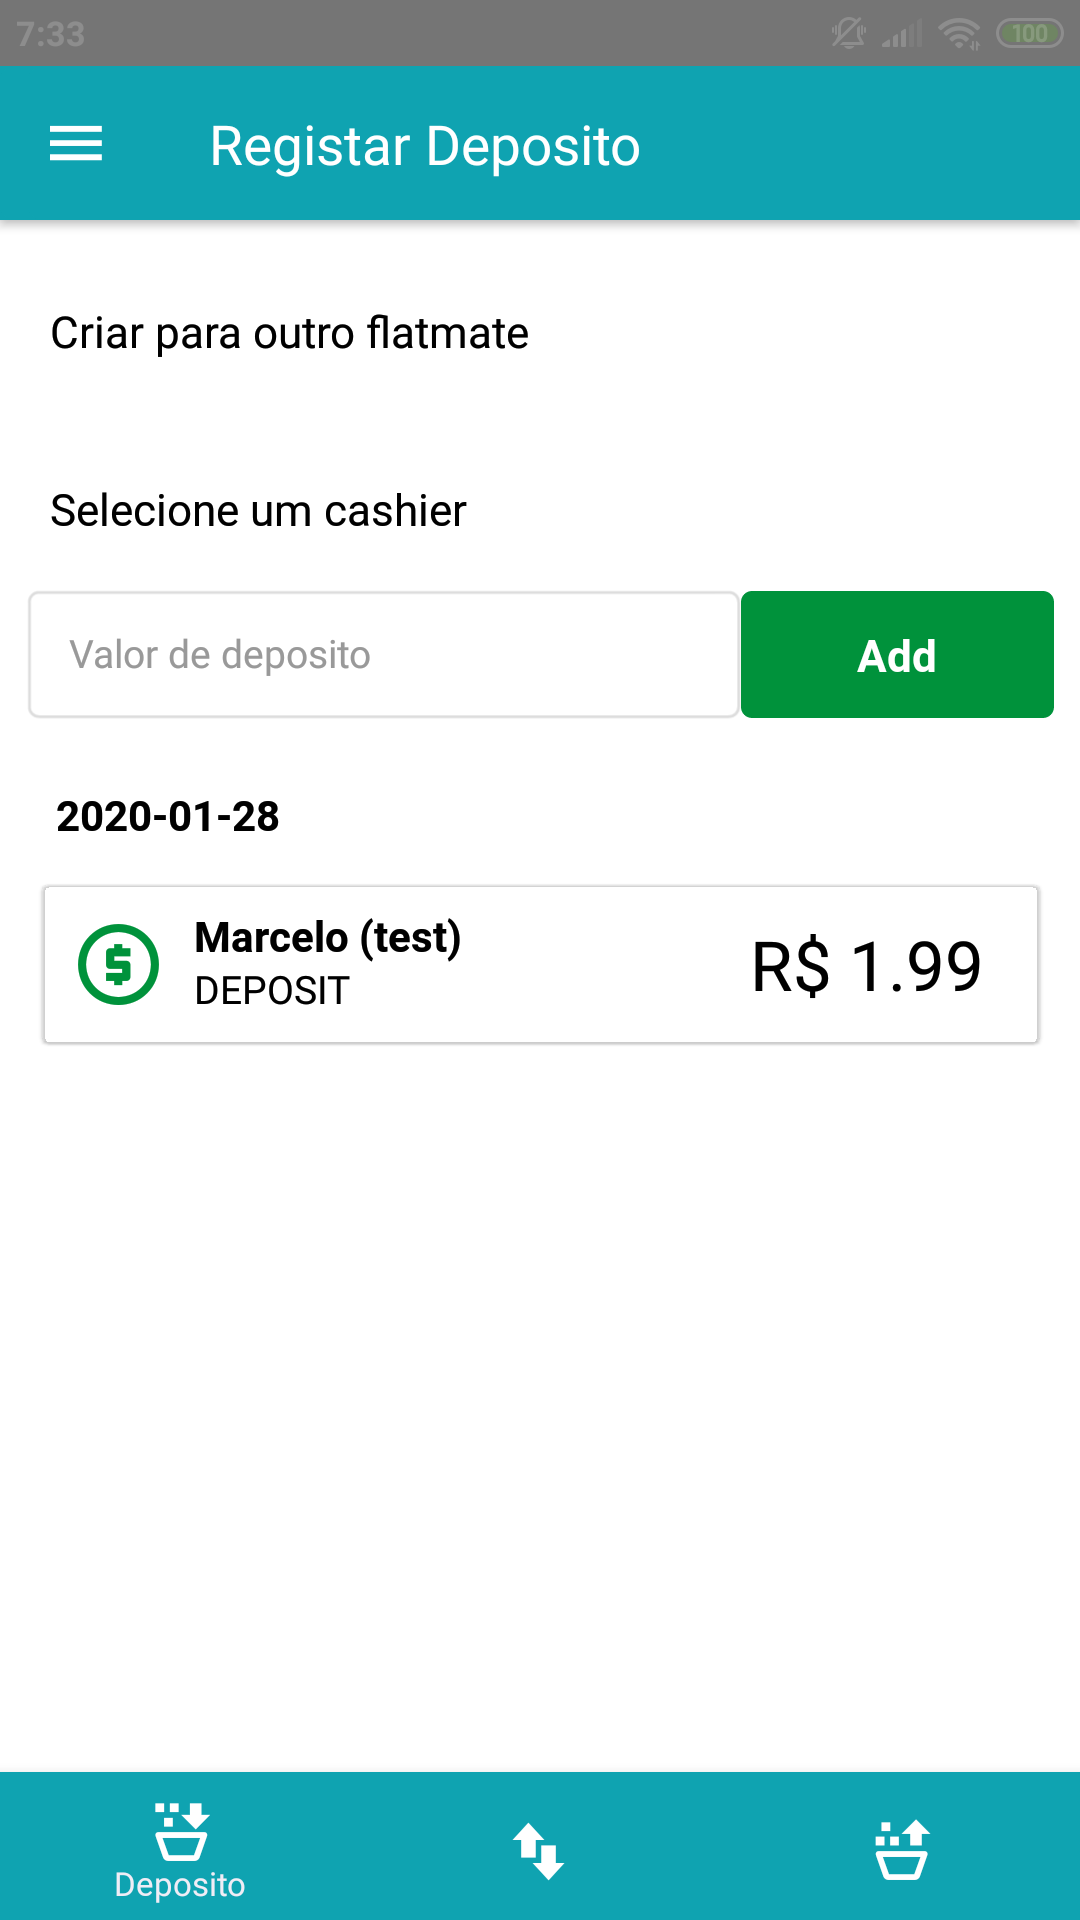 7:33
100
Registar Deposito
Criar para outro flatmate
Selecione um cashier
Valor de deposito
Add
2020-01-28
Marcelo (test)
DEPOSIT
R$ 1.99
Deposito